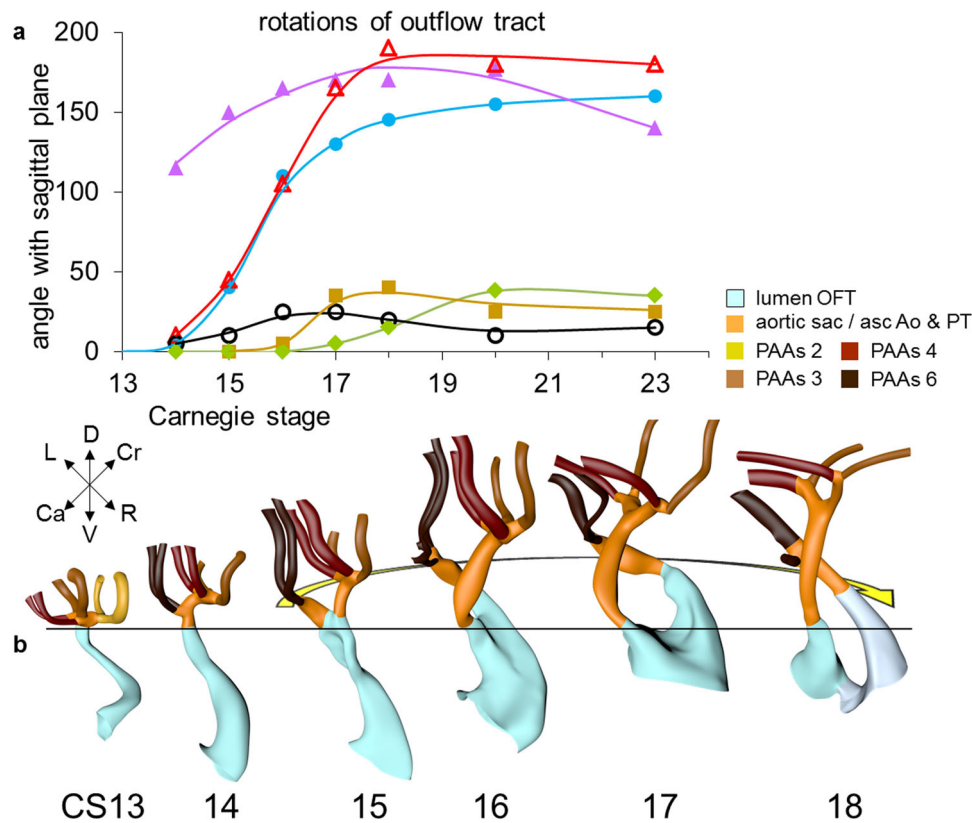 a
rotations of outflow tract
200
150
100
50
0
angle with sagittal plane
13 15 17 19 21 23
Carnegie stage
lumen OFT
aortic sac / asc Ao & PT
PAAs 2 PAAs 4
PAAs 3 PAAs 6
D
L Cr
Ca R
V
b
CS13 14 15 16 17 18